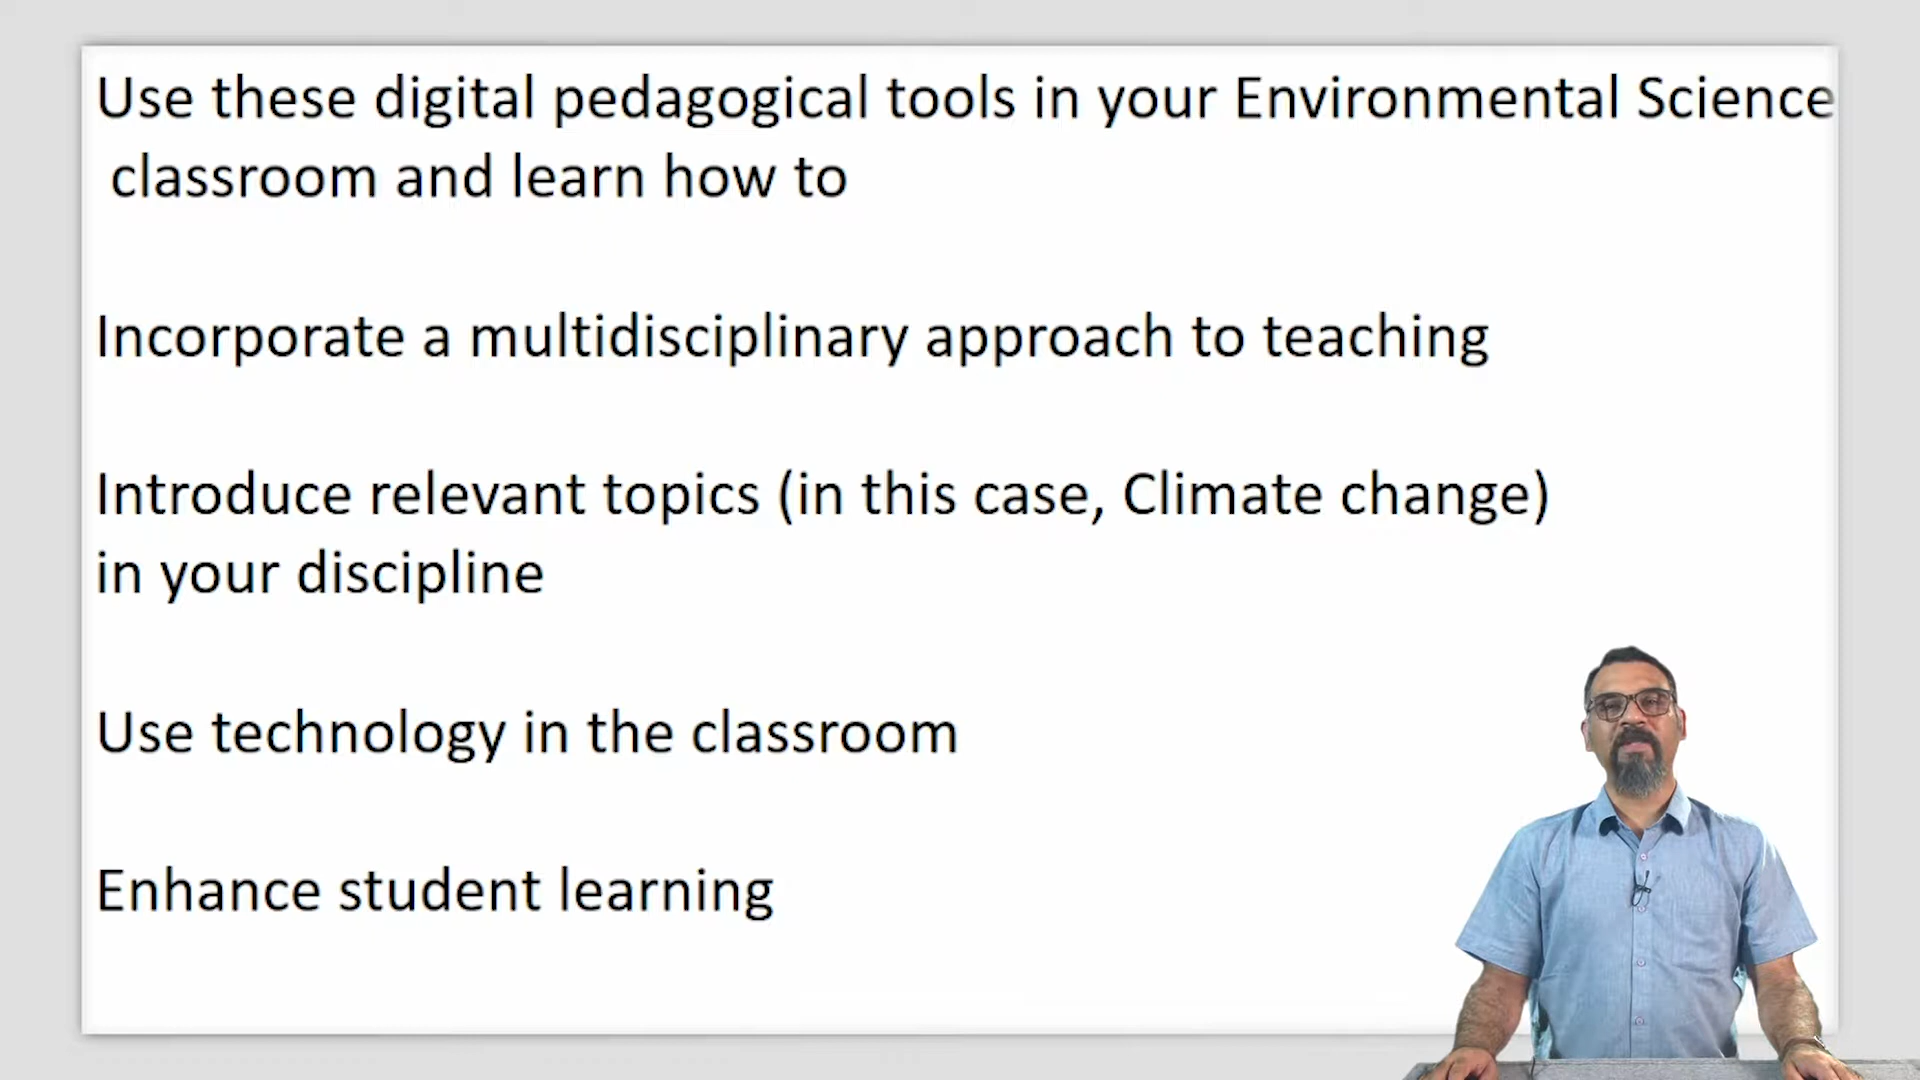 Use these digital pedagogical tools in your Environmental Science
classroom and learn how to
Incorporate a multidisciplinary approach to teaching
Introduce relevant topics (in this case, Climate change)
in your discipline
Use technology in the classroom
Enhance student learning